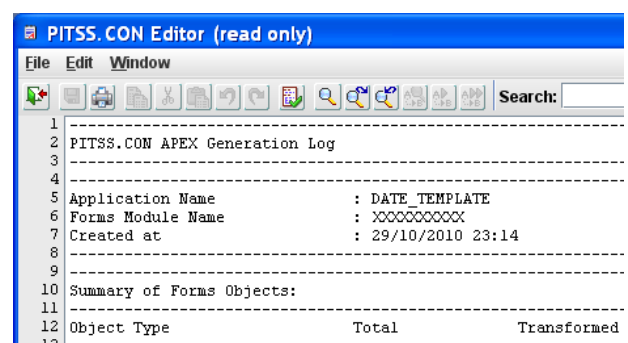 PITSS.CON Editor (read only)
File Edit Window
Search:
1 --------------------------------------------------------------------
2 PITSS.CON APEX Generation Log
3 --------------------------------------------------------------------
4 --------------------------------------------------------------------
5 Application Name : DATE_TEMPLATE
6 Forms Module Name : XXXXXXXXXX
7 Created at : 29/10/2010 23:14
8 --------------------------------------------------------------------
9 --------------------------------------------------------------------
10 Summary of Forms Objects:
11 --------------------------------------------------------------------
12 Object Type Total Transformed